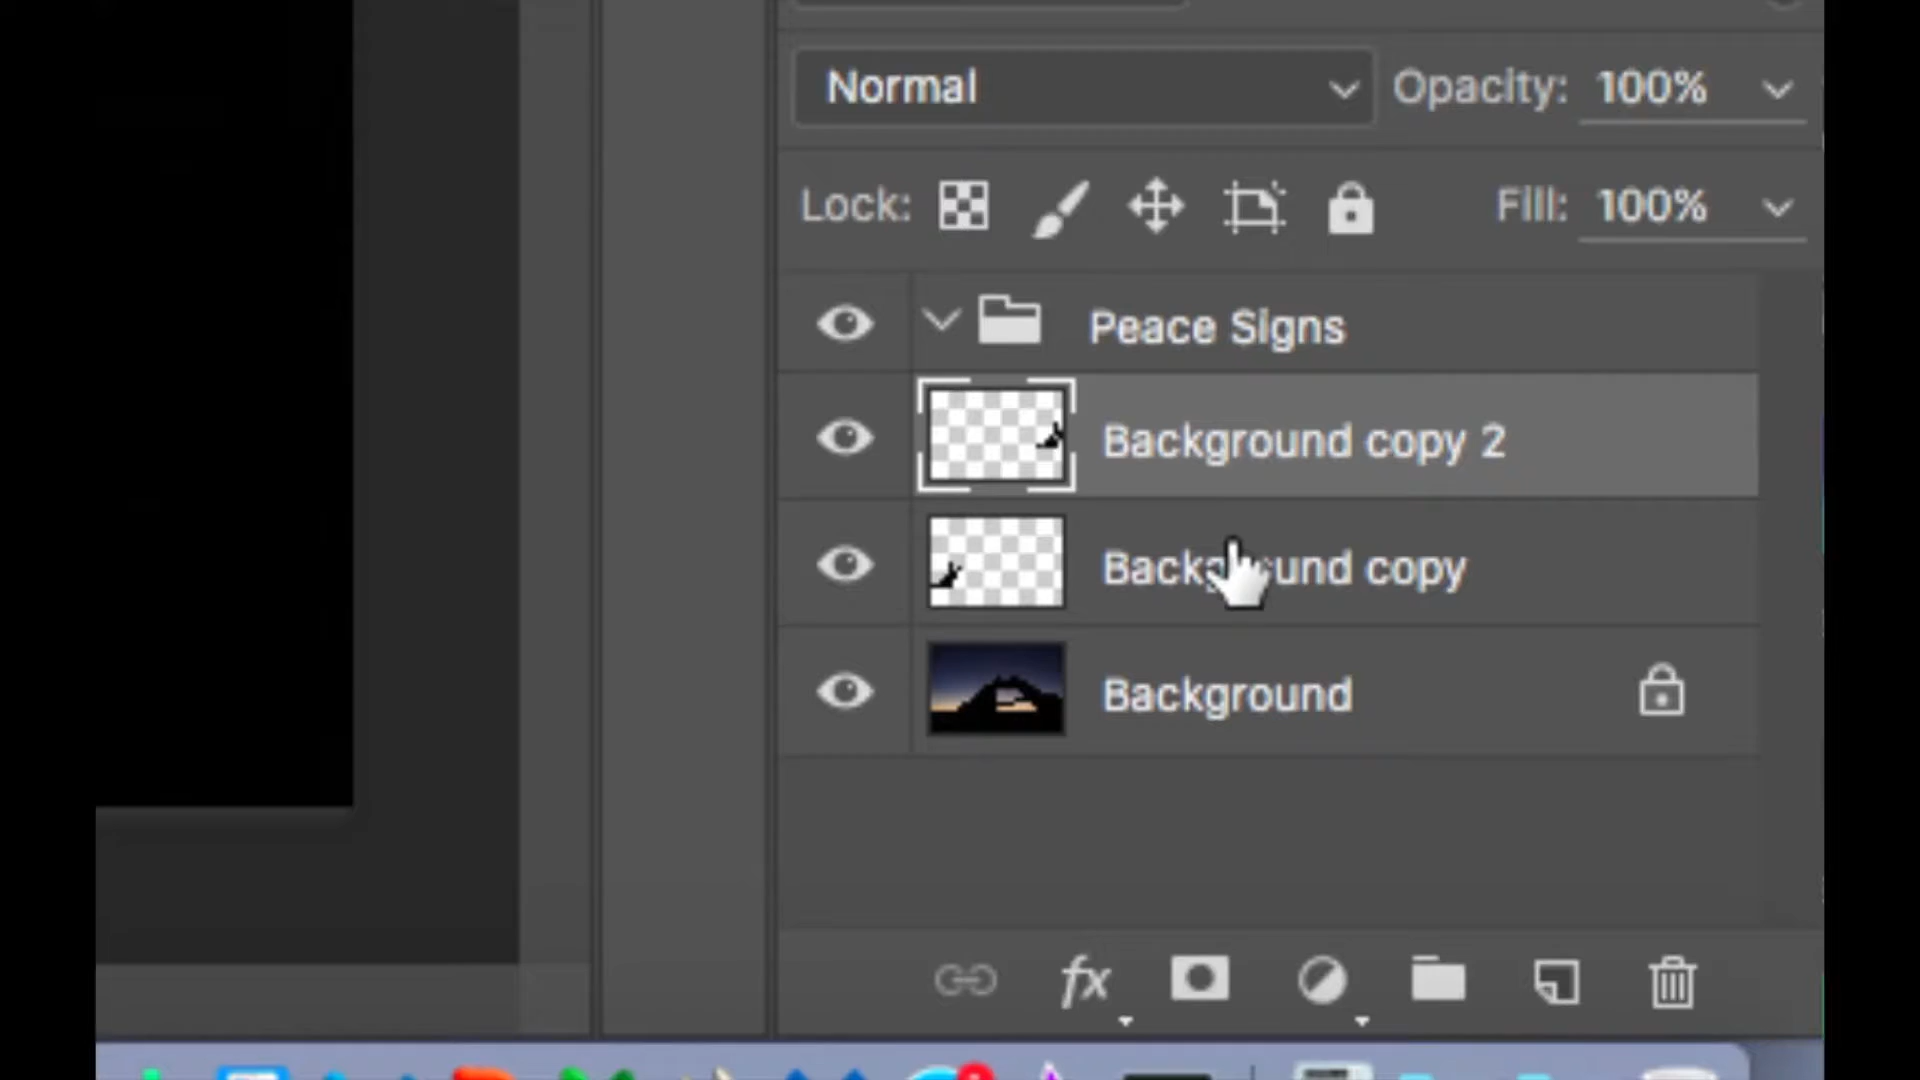 Normal
Opacity: 100%
Lock:
Fill: 100%
Peace Signs
Background copy 2
Background copy
Background
fx